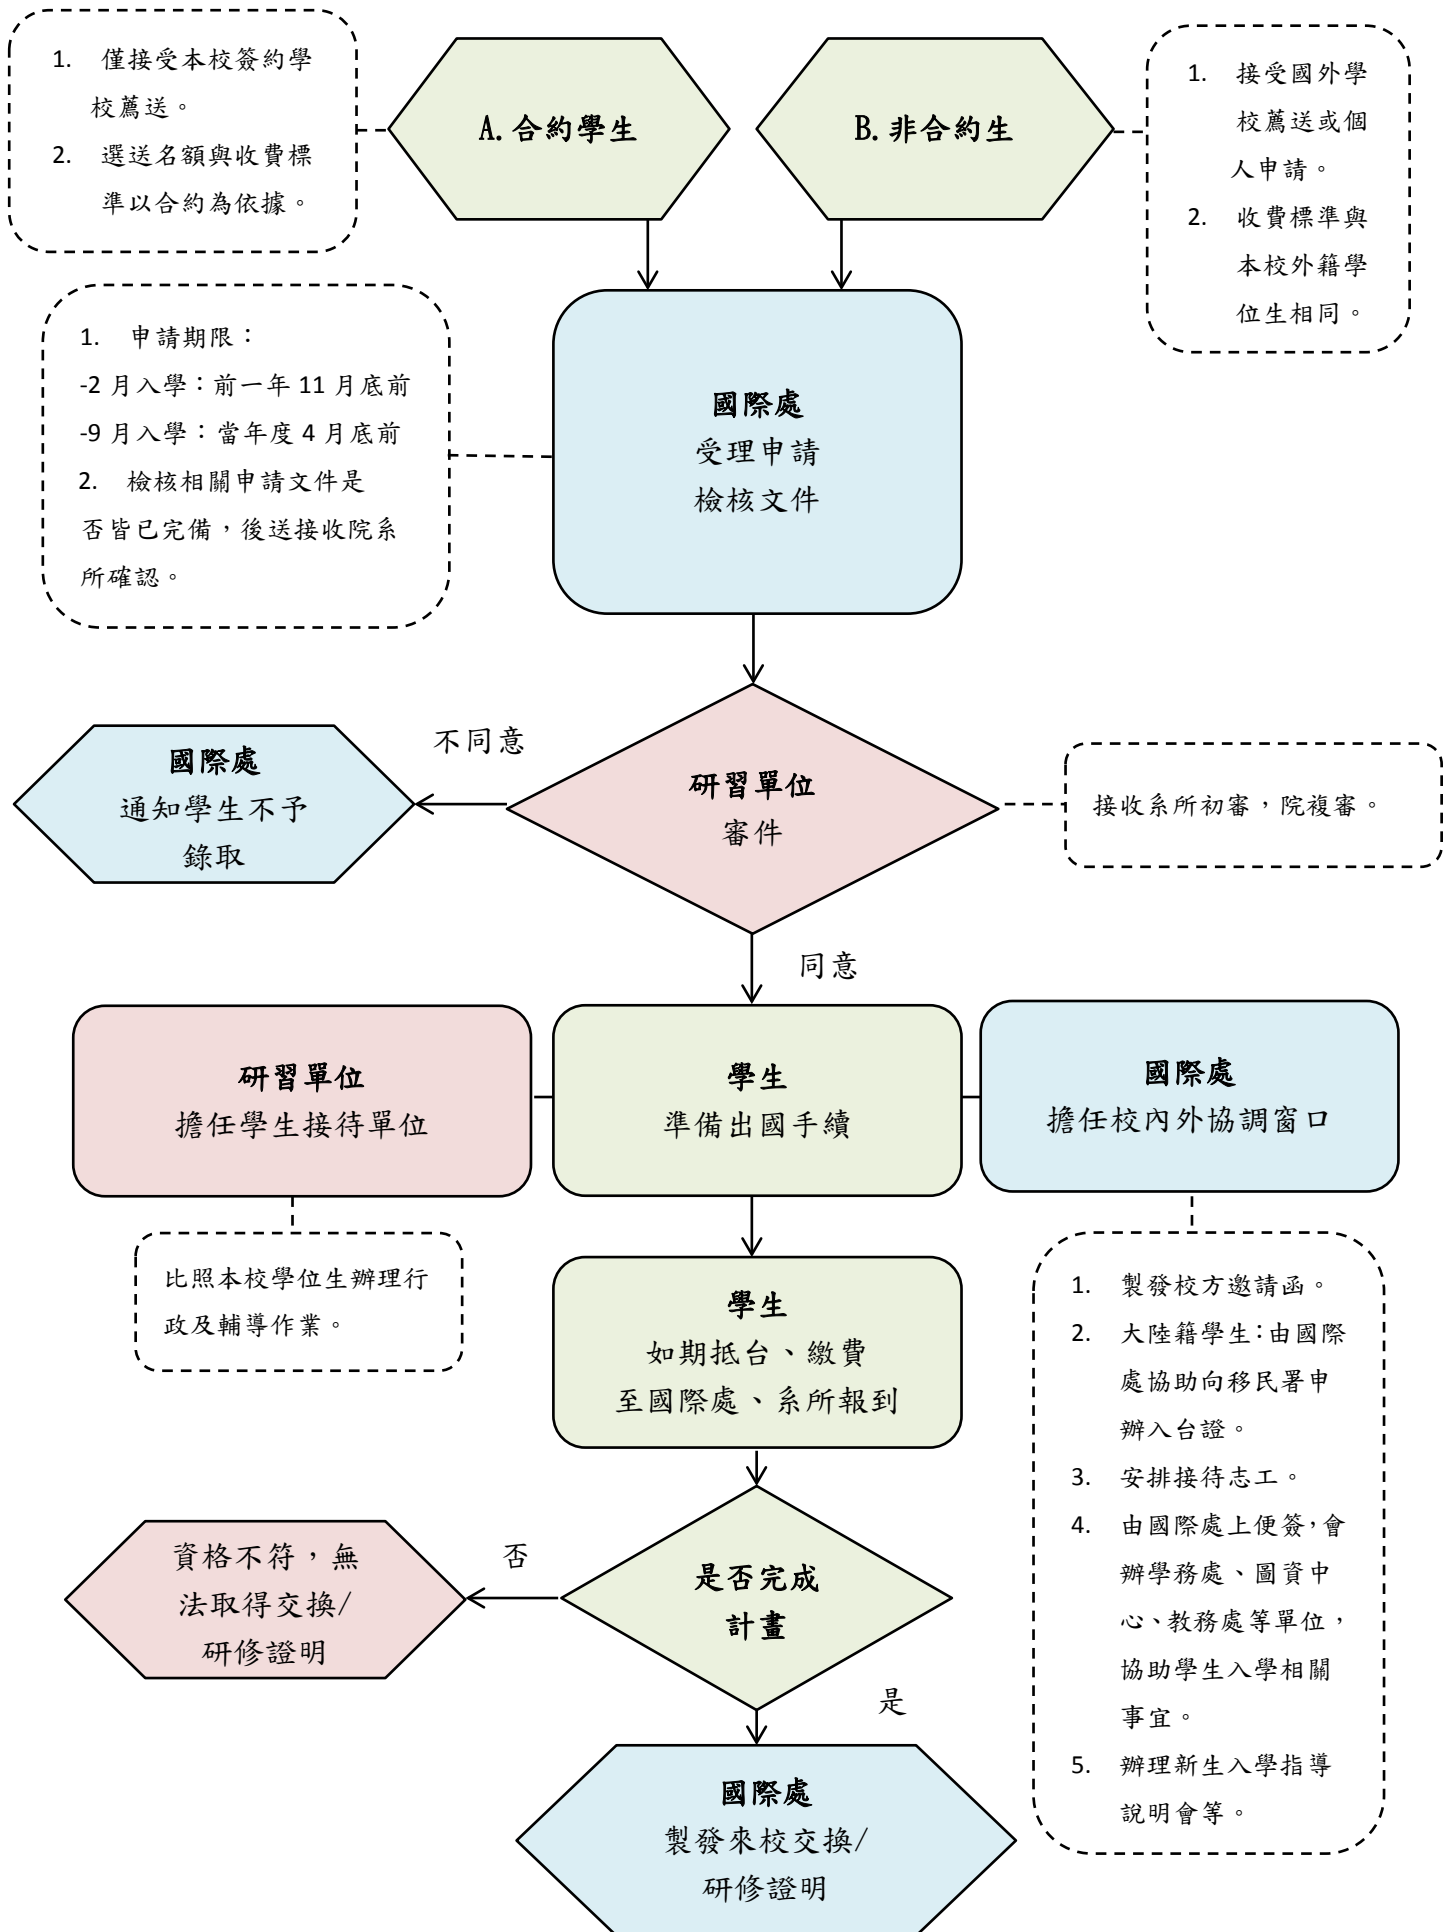 1. 僅接受本校簽約學
校薦送。
2. 選送名額與收費標
準以合約為依據。
A.合約學生
B.非合約生
1. 接受國外學
校薦送或個
人申請。
2. 收費標準與
本校外籍學
位生相同。
1. 申請期限：
-2 月入學：前一年 11 月底前
-9 月入學：當年度 4 月底前
2. 檢核相關申請文件是
否皆已完備，後送接收院系
所確認。
國際處
受理申請
檢核文件
不同意
國際處
通知學生不予
錄取
研習單位
審件
接收系所初審，院複審。
同意
研習單位
擔任學生接待單位
學生
準備出國手續
國際處
擔任校內外協調窗口
比照本校學位生辦理行
政及輔導作業。
學生
如期抵台、繳費
至國際處、系所報到
1. 製發校方邀請函。
2. 大陸籍學生：由國際
處協助向移民署申
辦入台證。
3. 安排接待志工。
4. 由國際處上便簽，會
辦學務處、圖資中
心、教務處等單位，
協助學生入學相關
事宜。
5. 辦理新生入學指導
說明會等。
否
資格不符，無
法取得交換/
研修證明
是否完成
計畫
是
國際處
製發來校交換/
研修證明